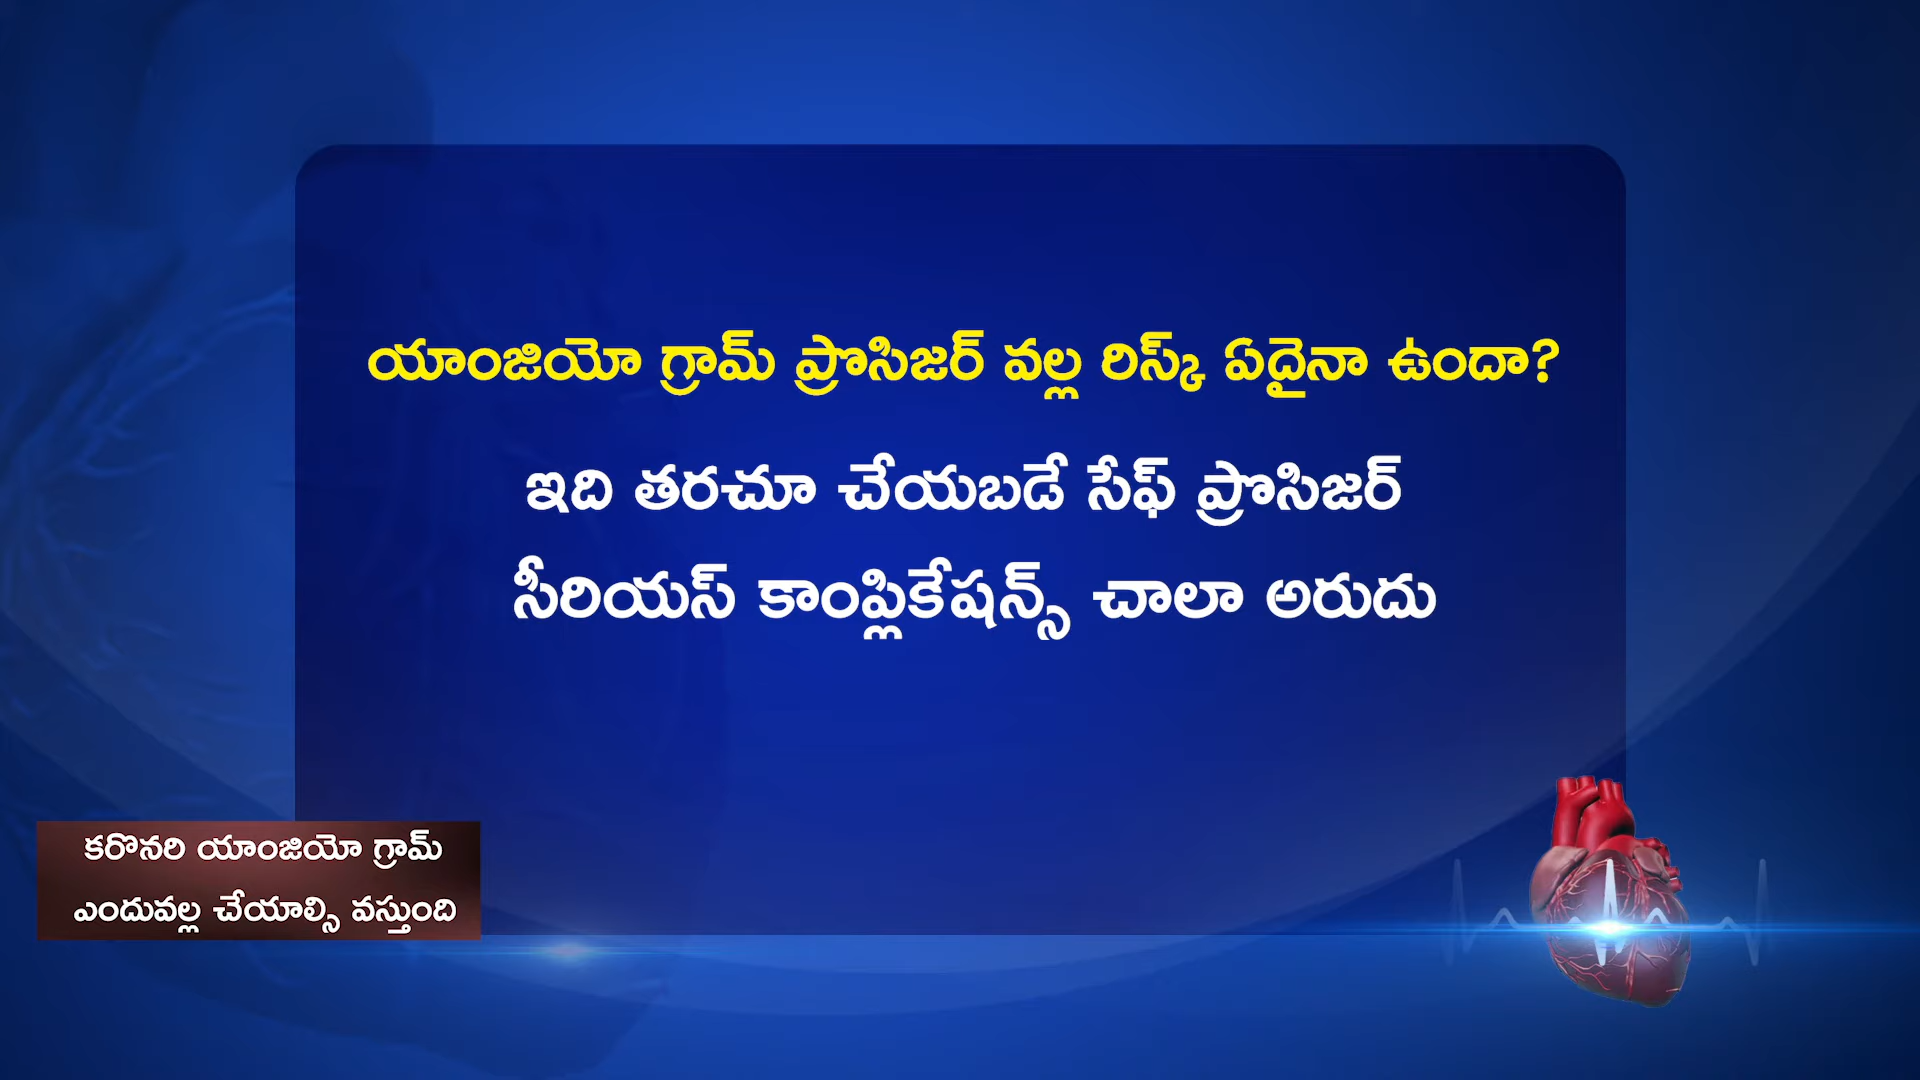 యాంజియో గ్రామ్ ప్రొసిజర్ వల్ల రిస్క్ ఏదైనా ఉందా?
ఇది తరచూ చేయబడే సేఫ్ ప్రొసిజర్
సీరియస్ కాంప్లికేషన్స్ చాలా అరుదు
కరొనరి యాంజియో గ్రామ్
ఎందువల్ల చేయాల్సి వస్తుంది